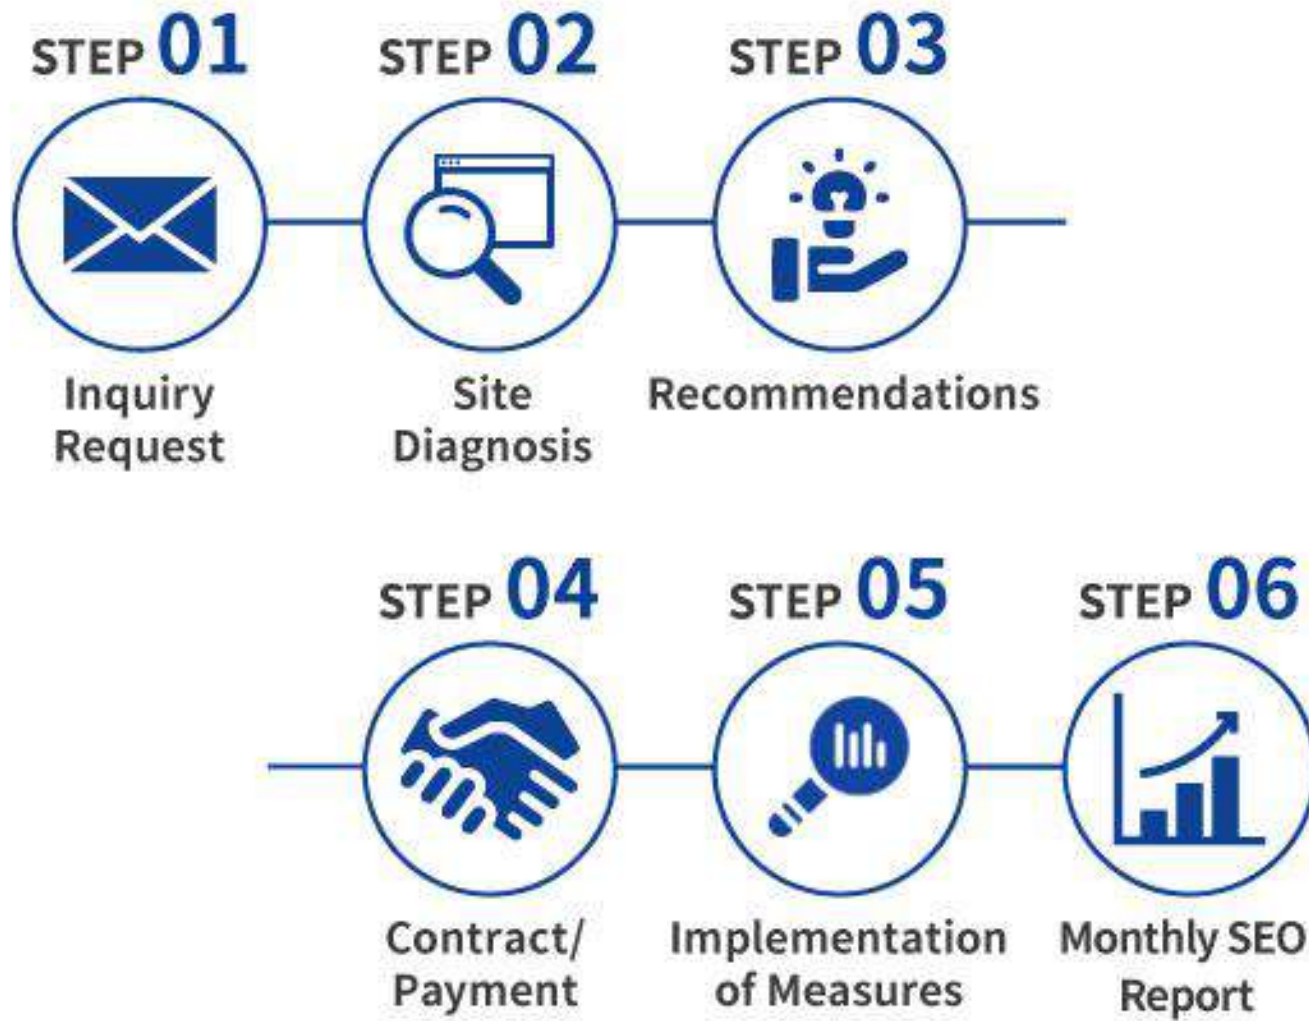 STEP 01
STEP 02
STEP 03
Inquiry
Request
Site
Diagnosis
Recommendations
STEP 04
STEP 05
STEP 06
Contract/
Payment
Implementation
of Measures
Monthly SEO
Report